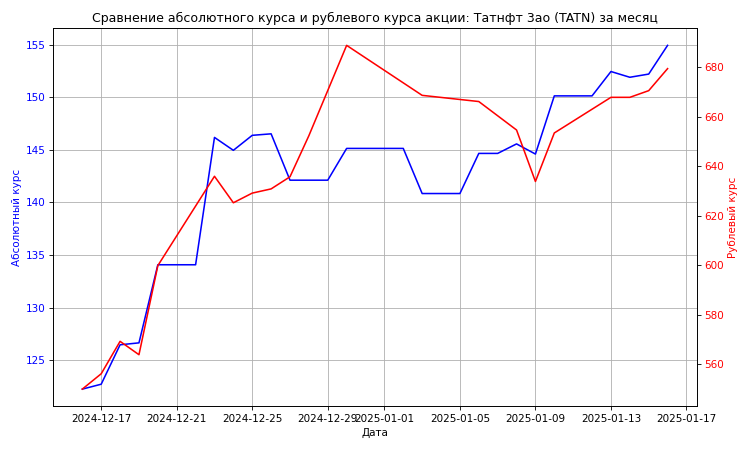 Сравнение абсолютного курса и рублевого курса акции: Татнфт 3ао (TATN) за месяц
155
150
145
140
135
130
125
Абсолютный курс
680
660
640
620
600
580
560
Рублевый курс
2024-12-17 2024-12-21 2024-12-25 2024-12-29 2025-01-01 2025-01-05 2025-01-09 2025-01-13 2025-01-17
Дата